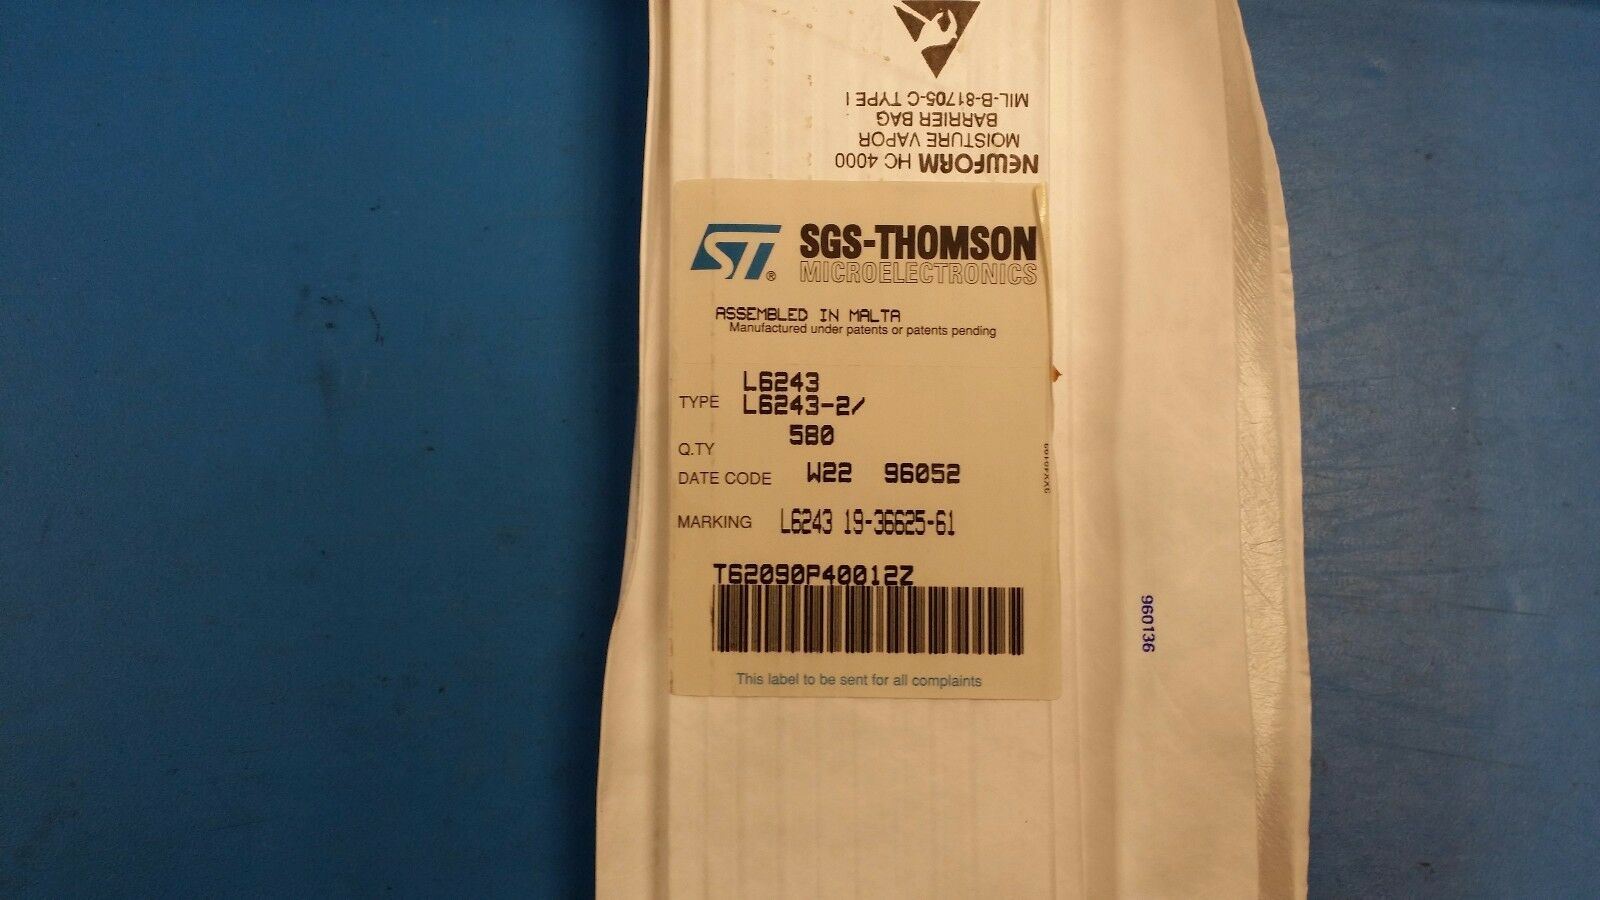 NEWFORM HC 4000
MOISTURE VAPOR
BARRIER BAG
MIL-B-81705-C TYPE I
ST®
SGS-THOMSON
MICROELECTRONICS
ASSEMBLED IN MALTA
Manufactured under patents or patents pending
L6243
TYPE L6243-2/
Q.TY 580
DATE CODE W22 96052
MARKING L6243 19-36625-61
T62090P40012Z
This label to be sent for all complaints
960136